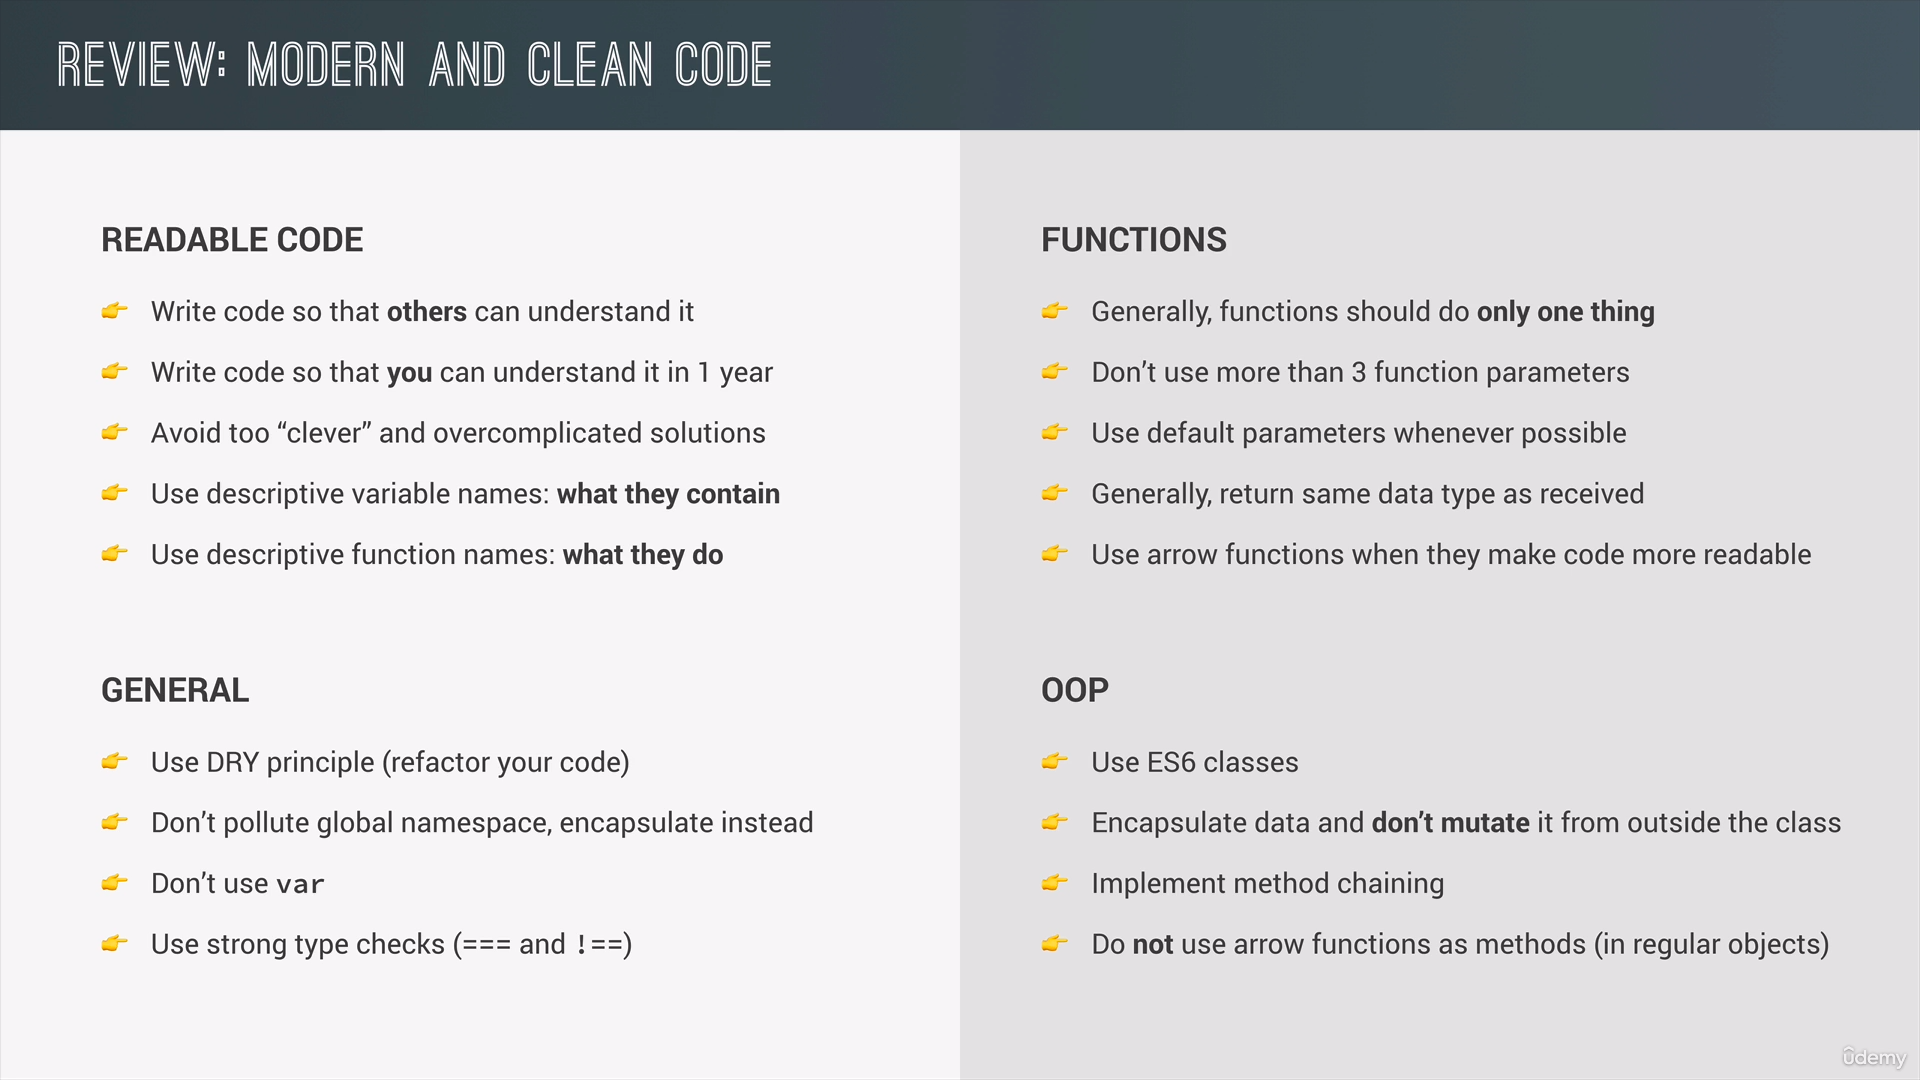 REVIEW: MODERN AND CLEAN CODE
READABLE CODE
👉 Write code so that others can understand it
👉 Write code so that you can understand it in 1 year
👉 Avoid too “clever” and overcomplicated solutions
👉 Use descriptive variable names: what they contain
👉 Use descriptive function names: what they do
GENERAL
👉 Use DRY principle (refactor your code)
👉 Don’t pollute global namespace, encapsulate instead
👉 Don’t use var
👉 Use strong type checks (=== and !==)
FUNCTIONS
👉 Generally, functions should do only one thing
👉 Don’t use more than 3 function parameters
👉 Use default parameters whenever possible
👉 Generally, return same data type as received
👉 Use arrow functions when they make code more readable
OOP
👉 Use ES6 classes
👉 Encapsulate data and don’t mutate it from outside the class
👉 Implement method chaining
👉 Do not use arrow functions as methods (in regular objects)
ûdemy